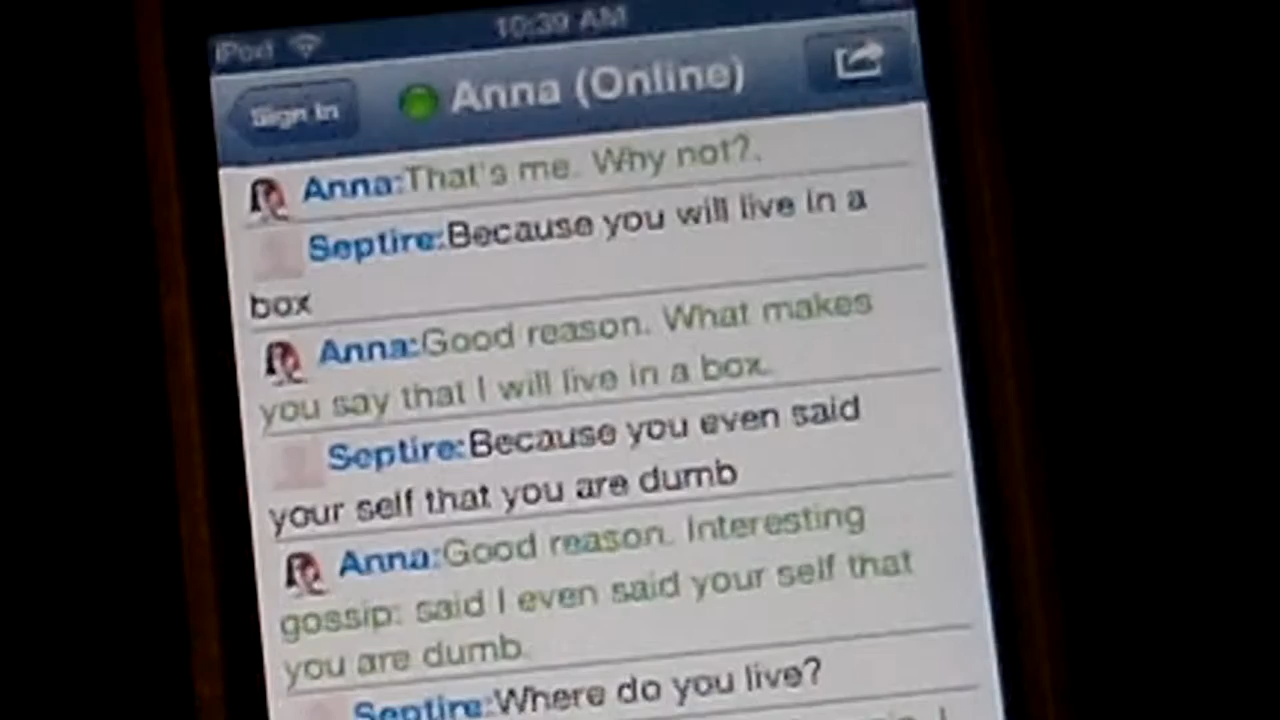 iPod 10:39 AM
Sign In Anna (Online)
Anna:That's me. Why not?.
Septire:Because you will live in a
box
Anna:Good reason. What makes
you say that I will live in a box.
Septire:Because you even said
your self that you are dumb
Anna:Good reason. Interesting
gossip: said I even said your self that
you are dumb.
Septire:Where do you live?